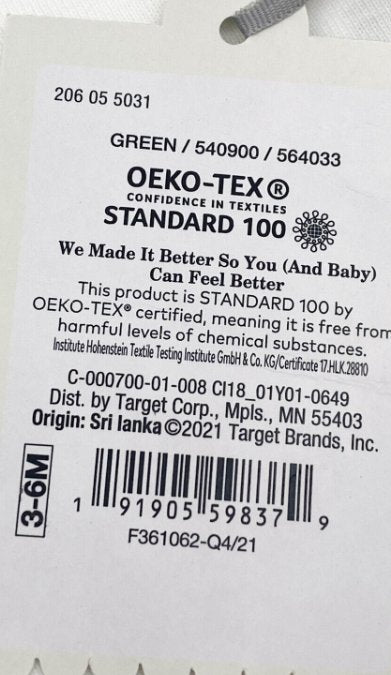 206 05 5031
GREEN / 540900 / 564033
OEKO-TEX®
CONFIDENCE IN TEXTILES
STANDARD 100
We Made It Better So You (And Baby)
Can Feel Better
This product is STANDARD 100 by
OEKO-TEX® certified, meaning it is free from
harmful levels of chemical substances.
Institute Hohenstein Textile Testing Institute GmbH & Co. KG/Certificate 17.HLK.28810
C-000700-01-008 CI18_01Y01-0649
Dist. by Target Corp., Mpls., MN 55403
Origin: Sri lanka ©2021 Target Brands, Inc.
3-6M
1 91905 59837 9
F361062-Q4/21